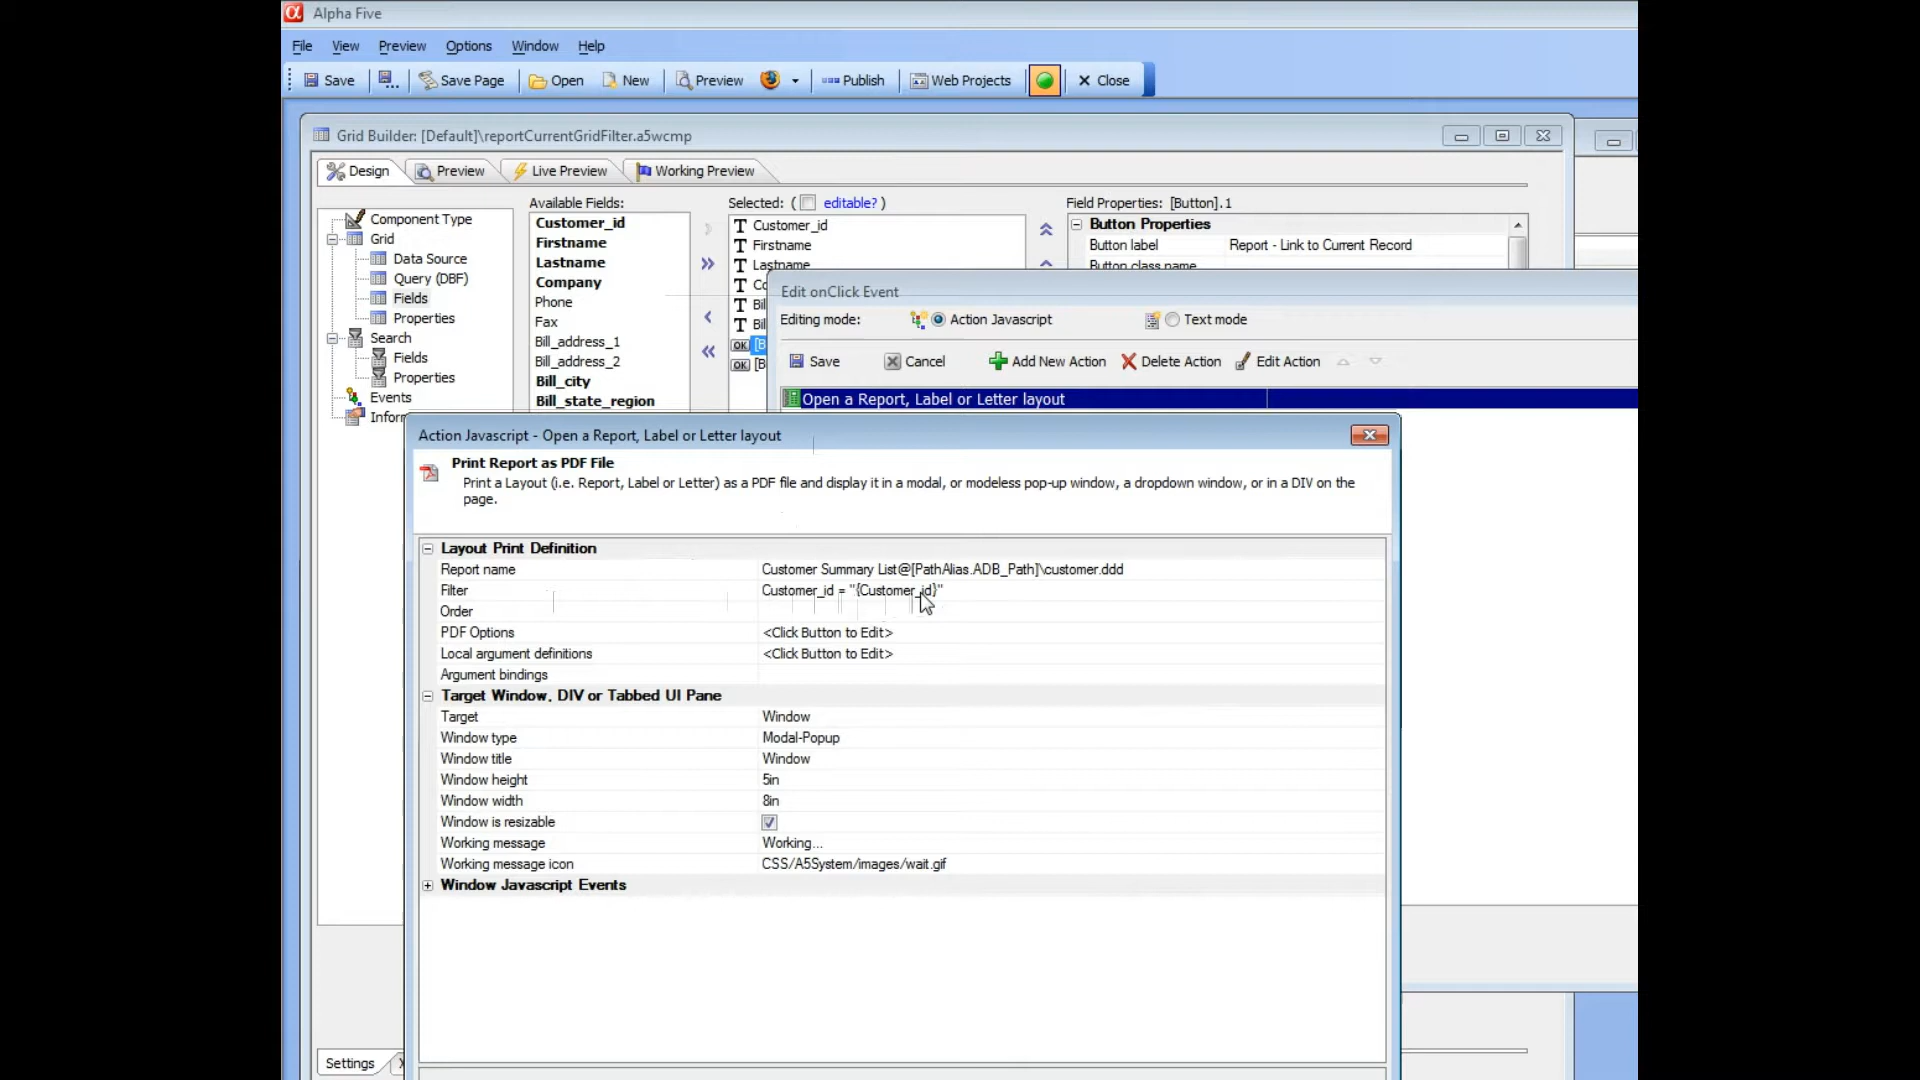 Alpha Five
File View Preview Options Window Help
Save Save Page Open New Preview Publish Web Projects Close
Grid Builder: [Default]\reportCurrentGridFilter.a5wcmp
Design Preview Live Preview Working Preview
Component Type
Grid
Data Source
Query (DBF)
Fields
Properties
Search
Fields
Properties
Events
Available Fields:
Customer_id
Firstname
Lastname
Company
Phone
Fax
Bill_address_1
Bill_address_2
Bill_city
Bill_state_region
Selected: ( editable? )
Customer_id
Firstname
Lastname
Field Properties: [Button].1
Button Properties
Button label Report - Link to Current Record
Button class name
Edit onClick Event
Editing mode: Action Javascript Text mode
Save Cancel Add New Action Delete Action Edit Action
Open a Report, Label or Letter layout
Action Javascript - Open a Report, Label or Letter layout
Print Report as PDF File
Print a Layout (i.e. Report, Label or Letter) as a PDF file and display it in a modal, or modeless pop-up window, a dropdown window, or in a DIV on the
page.
Layout Print Definition
Report name Customer Summary List@[PathAlias.ADB_Path]\customer.ddd
Filter Customer_id = "{Customer_id}"
Order
PDF Options <Click Button to Edit>
Local argument definitions <Click Button to Edit>
Argument bindings
Target Window, DIV or Tabbed UI Pane
Target Window
Window type Modal-Popup
Window title Window
Window height 5in
Window width 8in
Window is resizable
Working message Working...
Working message icon CSS/A5System/images/wait.gif
Window Javascript Events
Settings